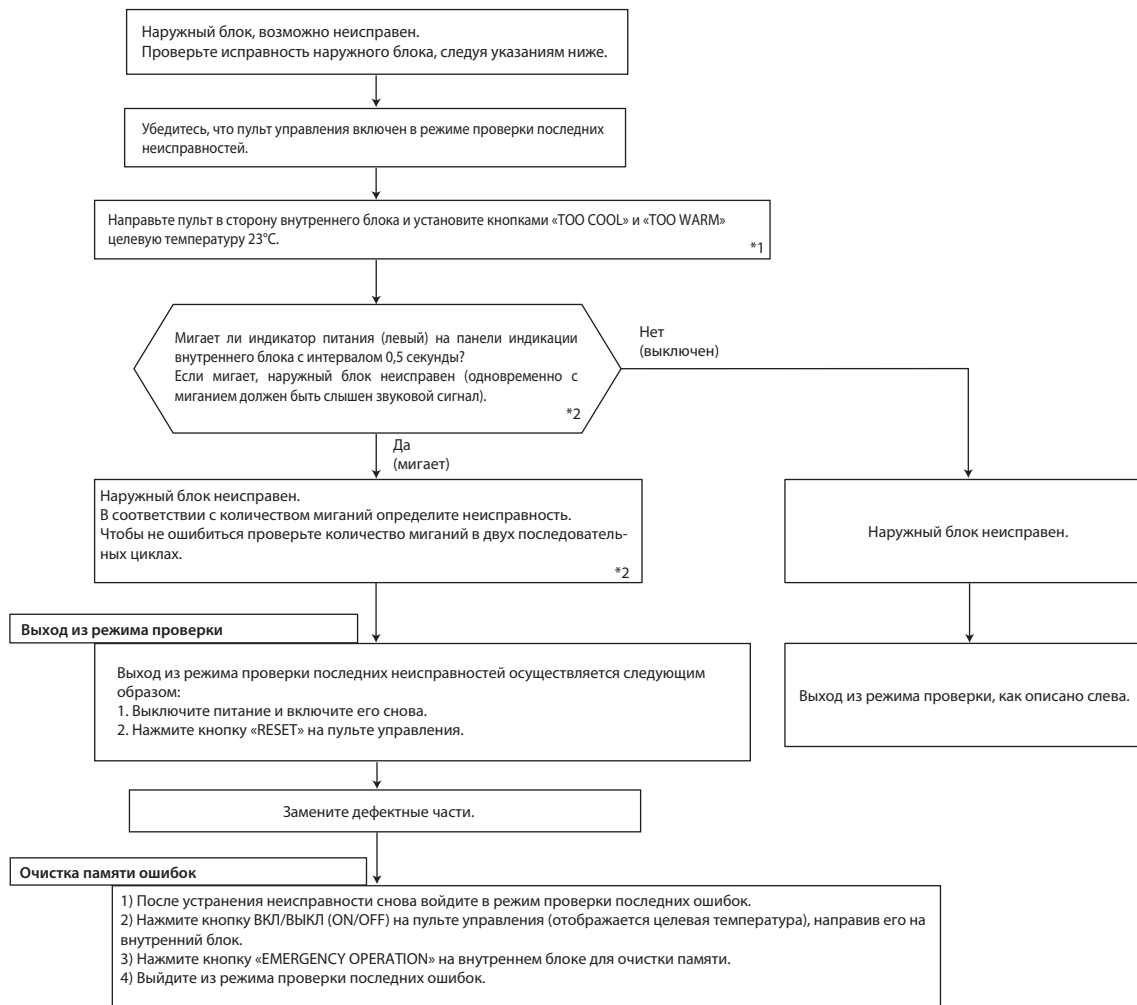 Наружный блок, возможно неисправен.
Проверьте исправность наружного блока, следуя указаниям ниже.
Убедитесь, что пульт управления включен в режиме проверки последних
неисправностей.
Направьте пульт в сторону внутреннего блока и установите кнопками «TOO COOL» и «TOO WARM»
целевую температуру 23°C.
*1
Мигает ли индикатор питания (левый) на панели индикации
внутреннего блока с интервалом 0,5 секунды?
Если мигает, наружный блок неисправен (одновременно с
миганием должен быть слышен звуковой сигнал).
*2
Нет
(выключен)
Да
(мигает)
Наружный блок неисправен.
В соответствии с количеством миганий определите неисправность.
Чтобы не ошибиться проверьте количество миганий в двух последователь-
ных циклах.
*2
Наружный блок неисправен.
Выход из режима проверки
Выход из режима проверки последних неисправностей осуществляется следующим
образом:
1. Выключите питание и включите его снова.
2. Нажмите кнопку «RESET» на пульте управления.
Выход из режима проверки, как описано слева.
Замените дефектные части.
Очистка памяти ошибок
1) После устранения неисправности снова войдите в режим проверки последних ошибок.
2) Нажмите кнопку ВКЛ/ВЫКЛ (ON/OFF) на пульте управления (отображается целевая температура), направив его на
внутренний блок.
3) Нажмите кнопку «EMERGENCY OPERATION» на внутреннем блоке для очистки памяти.
4) Выйдите из режима проверки последних ошибок.